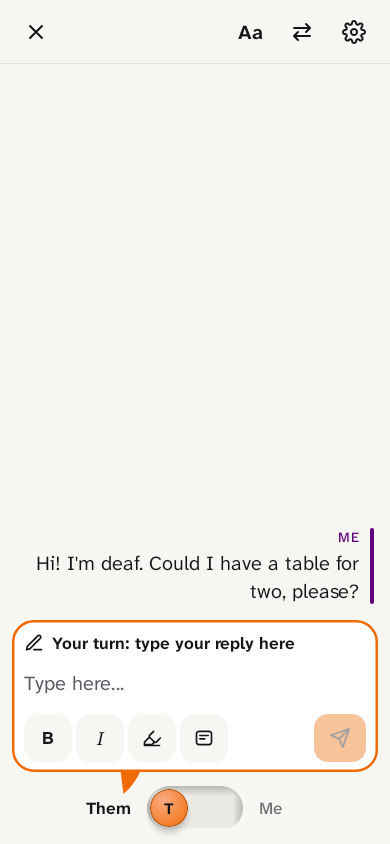 Aa
ME
Hi! I'm deaf. Could I have a table for
two, please?
Your turn: type your reply here
Type here...
B I
Them T Me